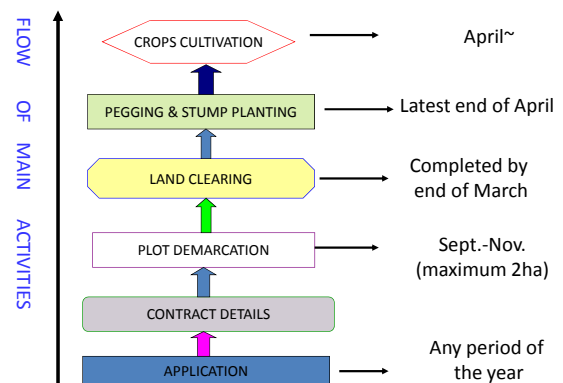 FLOW OF MAIN ACTIVITIES
CROPS CULTIVATION
April~
PEGGING & STUMP PLANTING
Latest end of April
LAND CLEARING
Completed by
end of March
PLOT DEMARCATION
Sept.-Nov.
(maximum 2ha)
CONTRACT DETAILS
APPLICATION
Any period of
the year